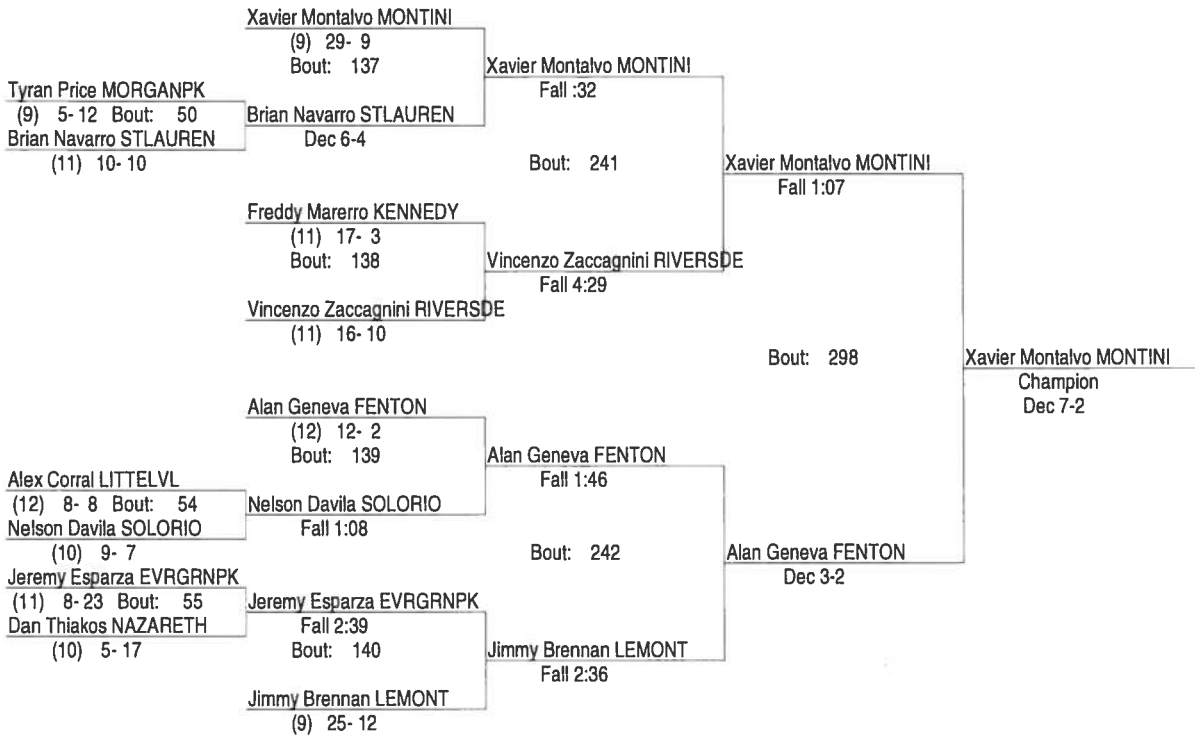 Xavier Montalvo MONTINI
(9) 29- 9
Bout: 137
Xavier Montalvo MONTINI
Fall :32
Tyran Price MORGANPK
(9) 5- 12 Bout: 50
Brian Navarro STLAUREN
Dec 6-4
Brian Navarro STLAUREN
(11) 10- 10
Bout: 241
Xavier Montalvo MONTINI
Fall 1:07
Freddy Marerro KENNEDY
(11) 17- 3
Bout: 138
Vincenzo Zaccagnini RIVERSDE
Fall 4:29
Vincenzo Zaccagnini RIVERSDE
(11) 16- 10
Bout: 298
Xavier Montalvo MONTINI
Champion
Dec 7-2
Alan Geneva FENTON
(12) 12- 2
Bout: 139
Alan Geneva FENTON
Fall 1:46
Alex Corral LITTELVL
(12) 8- 8 Bout: 54
Nelson Davila SOLORIO
Fall 1:08
Nelson Davila SOLORIO
(10) 9- 7
Bout: 242
Alan Geneva FENTON
Dec 3-2
Jeremy Esparza EVRGRNPK
(11) 8- 23 Bout: 55
Jeremy Esparza EVRGRNPK
Fall 2:39
Dan Thiakos NAZARETH
(10) 5- 17
Bout: 140
Jimmy Brennan LEMONT
Fall 2:36
Jimmy Brennan LEMONT
(9) 25- 12